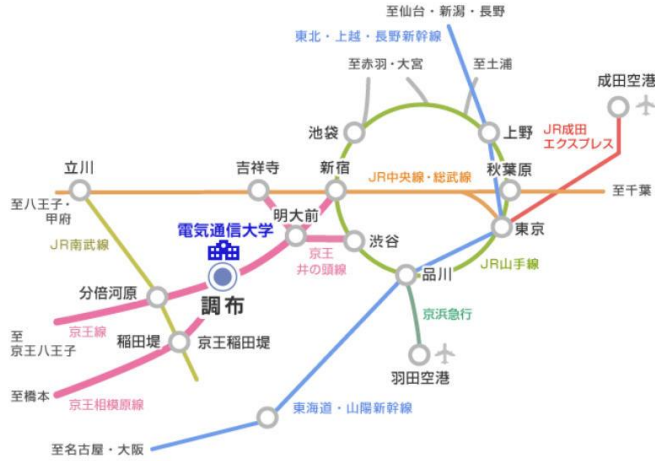 至仙台・新潟・長野
東北・上越・長野新幹線
至赤羽・大宮
至土浦
成田空港
池袋
上野
JR成田
エクスプレス
立川
吉祥寺
新宿
JR中央線・総武線
秋葉原
至千葉
至八王子・
甲府
明大前
電気通信大学
JR南武線
京王
井の頭線
渋谷
東京
品川
JR山手線
調布
分倍河原
京王線
京浜急行
至
京王八王子
稲田堤
京王稲田堤
羽田空港
至橋本
京王相模原線
東海道・山陽新幹線
至名古屋・大阪